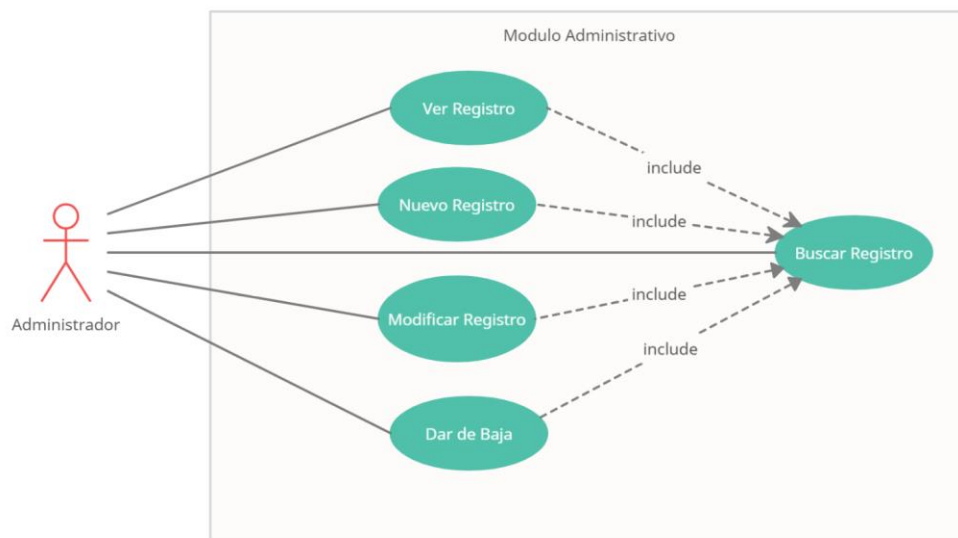 Modulo Administrativo
Ver Registro
include
Nuevo Registro
include
Buscar Registro
Administrador
Modificar Registro
include
include
Dar de Baja